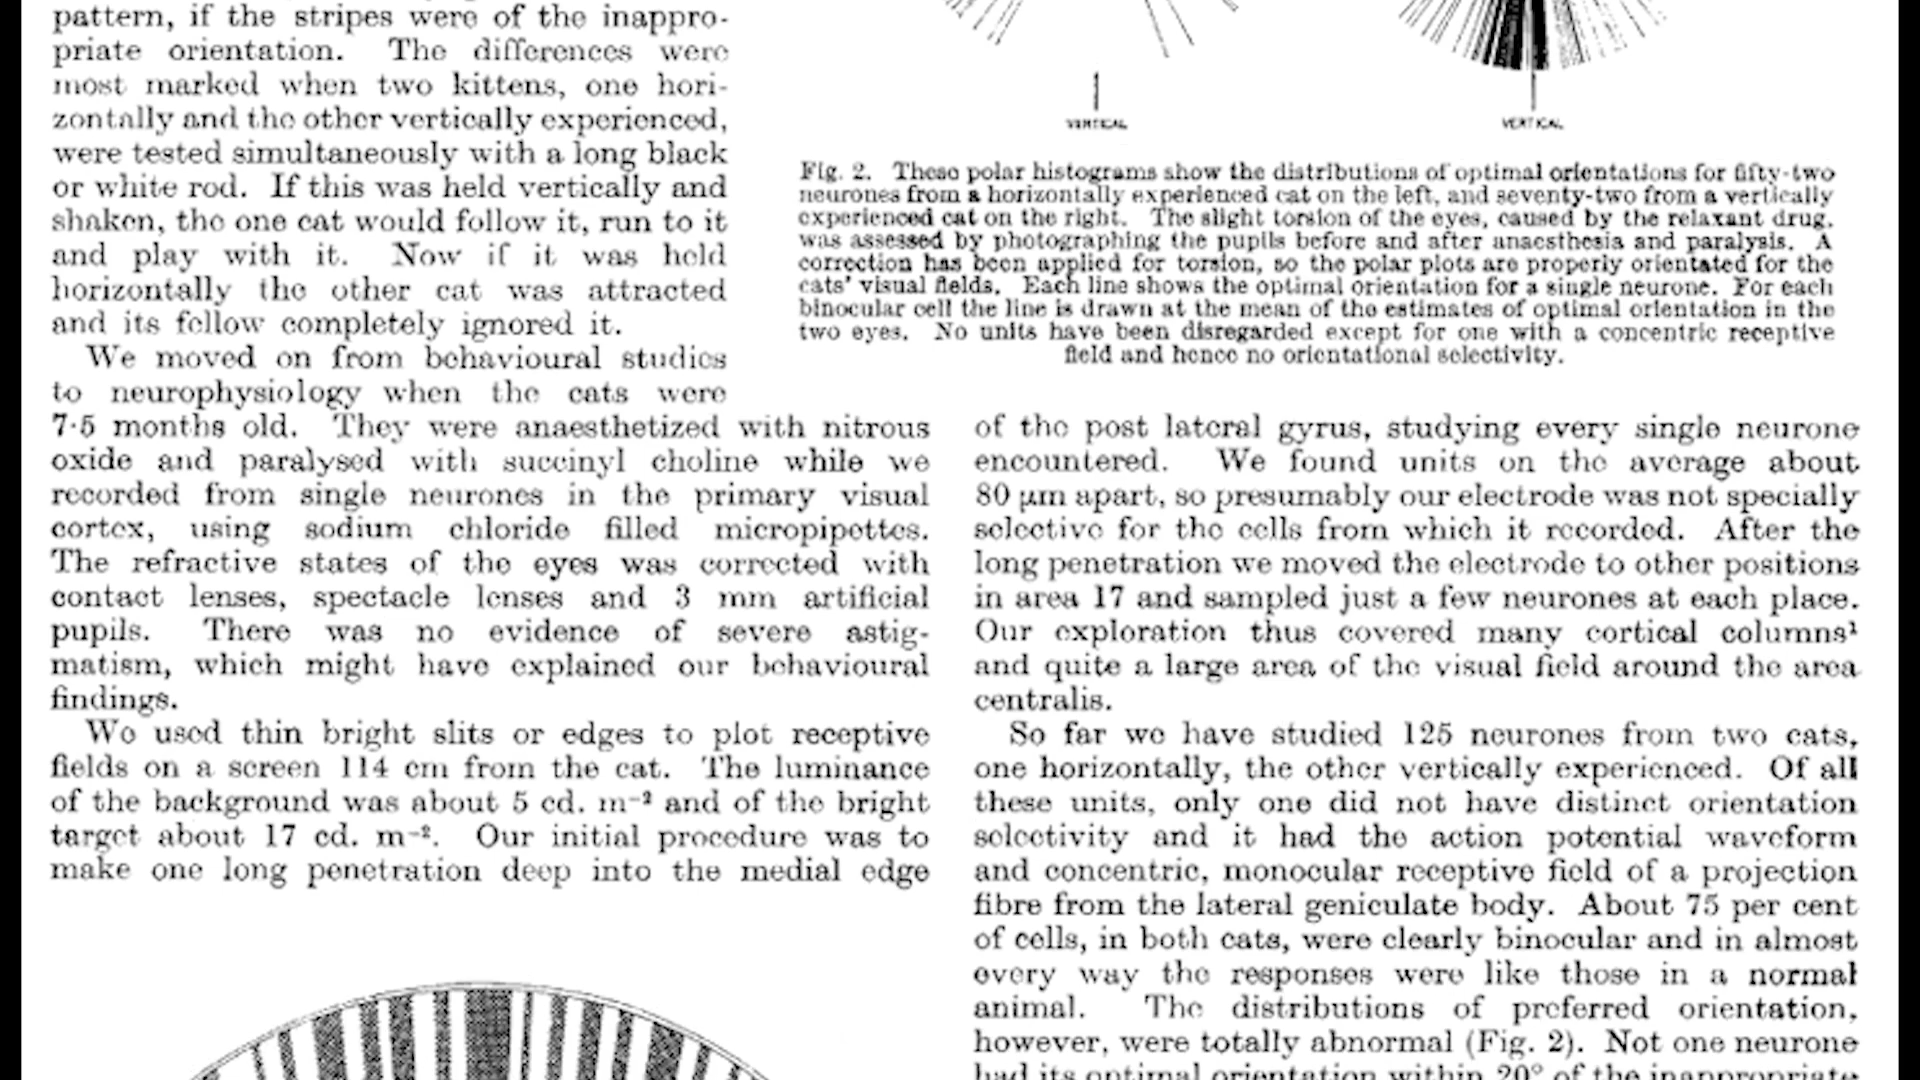 pattern, if the stripes were of the inappro-
priate orientation. The differences were
most marked when two kittens, one hori-
zontally and the other vertically experienced,
were tested simultaneously with a long black
or white rod. If this was held vertically and
shaken, the one cat would follow it, run to it
and play with it. Now if it was held
horizontally the other cat was attracted
and its fellow completely ignored it.
We moved on from behavioural studies
to neurophysiology when the cats were
7·5 months old. They were anaesthetized with nitrous
oxide and paralysed with succinyl choline while we
recorded from single neurones in the primary visual
cortex, using sodium chloride filled micropipettes.
The refractive states of the eyes was corrected with
contact lenses, spectacle lenses and 3 mm artificial
pupils. There was no evidence of severe astig-
matism, which might have explained our behavioural
findings.
We used thin bright slits or edges to plot receptive
fields on a screen 114 cm from the cat. The luminance
of the background was about 5 cd. m⁻² and of the bright
target about 17 cd. m⁻². Our initial procedure was to
make one long penetration deep into the medial edge
VERTICAL
VERTICAL
Fig. 2. These polar histograms show the distributions of optimal orientations for fifty-two
neurones from a horizontally experienced cat on the left, and seventy-two from a vertically
experienced cat on the right. The slight torsion of the eyes, caused by the relaxant drug,
was assessed by photographing the pupils before and after anaesthesia and paralysis. A
correction has been applied for torsion, so the polar plots are properly orientated for the
cats' visual fields. Each line shows the optimal orientation for a single neurone. For each
binocular cell the line is drawn at the mean of the estimates of optimal orientation in the
two eyes. No units have been disregarded except for one with a concentric receptive
field and hence no orientational selectivity.
of the post lateral gyrus, studying every single neurone
encountered. We found units on the average about
80 μm apart, so presumably our electrode was not specially
selective for the cells from which it recorded. After the
long penetration we moved the electrode to other positions
in area 17 and sampled just a few neurones at each place.
Our exploration thus covered many cortical columns¹
and quite a large area of the visual field around the area
centralis.
So far we have studied 125 neurones from two cats,
one horizontally, the other vertically experienced. Of all
these units, only one did not have distinct orientation
selectivity and it had the action potential waveform
and concentric, monocular receptive field of a projection
fibre from the lateral geniculate body. About 75 per cent
of cells, in both cats, were clearly binocular and in almost
every way the responses were like those in a normal
animal. The distributions of preferred orientation,
however, were totally abnormal (Fig. 2). Not one neurone
had its optimal orientation within 20° of the inappropriate